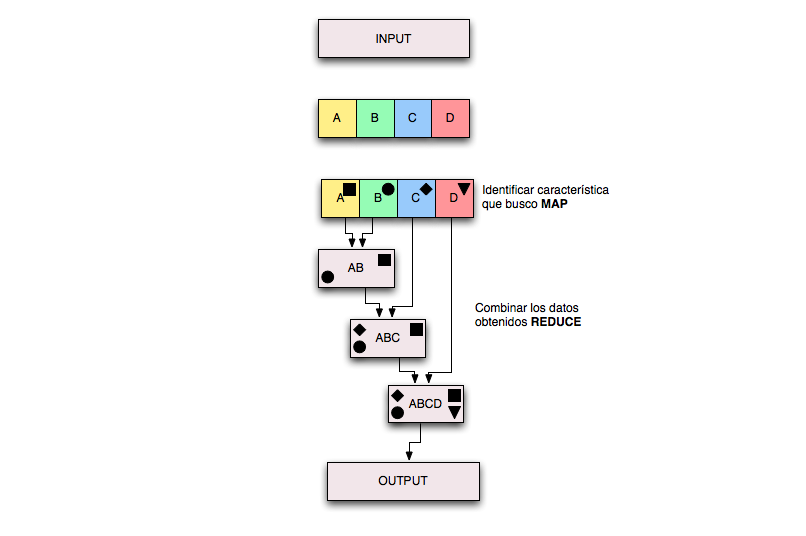 INPUT
A B C D
A B C D
Identificar característica
que busco MAP
AB
Combinar los datos
obtenidos REDUCE
ABC
ABCD
OUTPUT